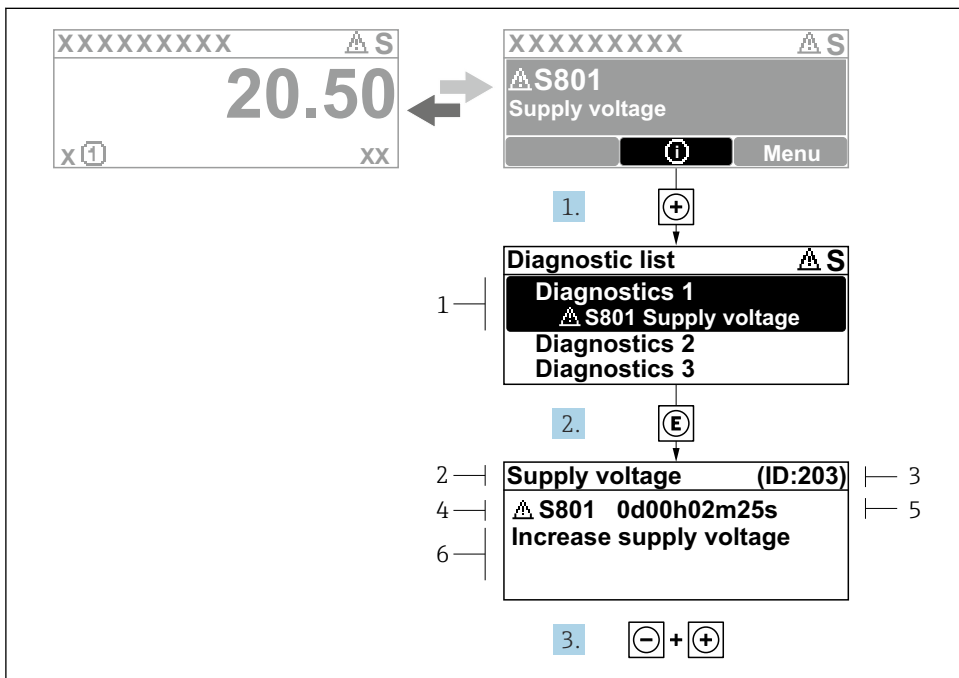 XXXXXXXXX ⚠ S
20.50
x 1 XX
XXXXXXXXX ⚠ S
⚠ S801
Supply voltage
i Menu
1. +
Diagnostic list ⚠ S
1
Diagnostics 1
⚠ S801 Supply voltage
Diagnostics 2
Diagnostics 3
2. E
2 Supply voltage (ID:203) 3
4 ⚠ S801 0d00h02m25s 5
6 Increase supply voltage
3. - + +